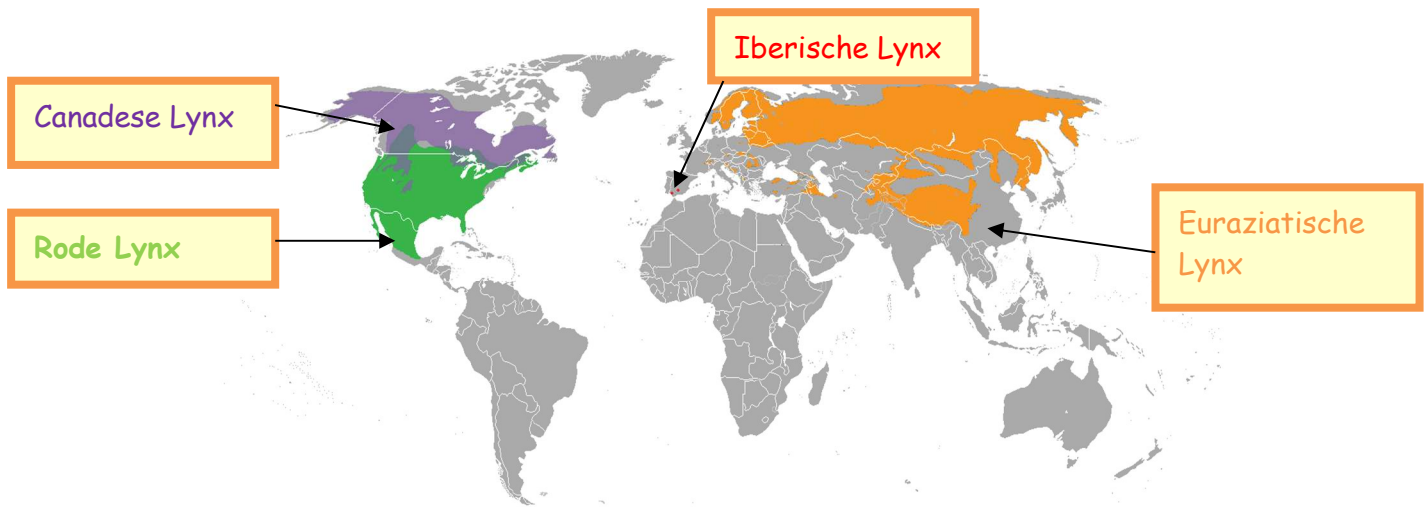 Iberische Lynx
Canadese Lynx
Rode Lynx
Euraziatische
Lynx